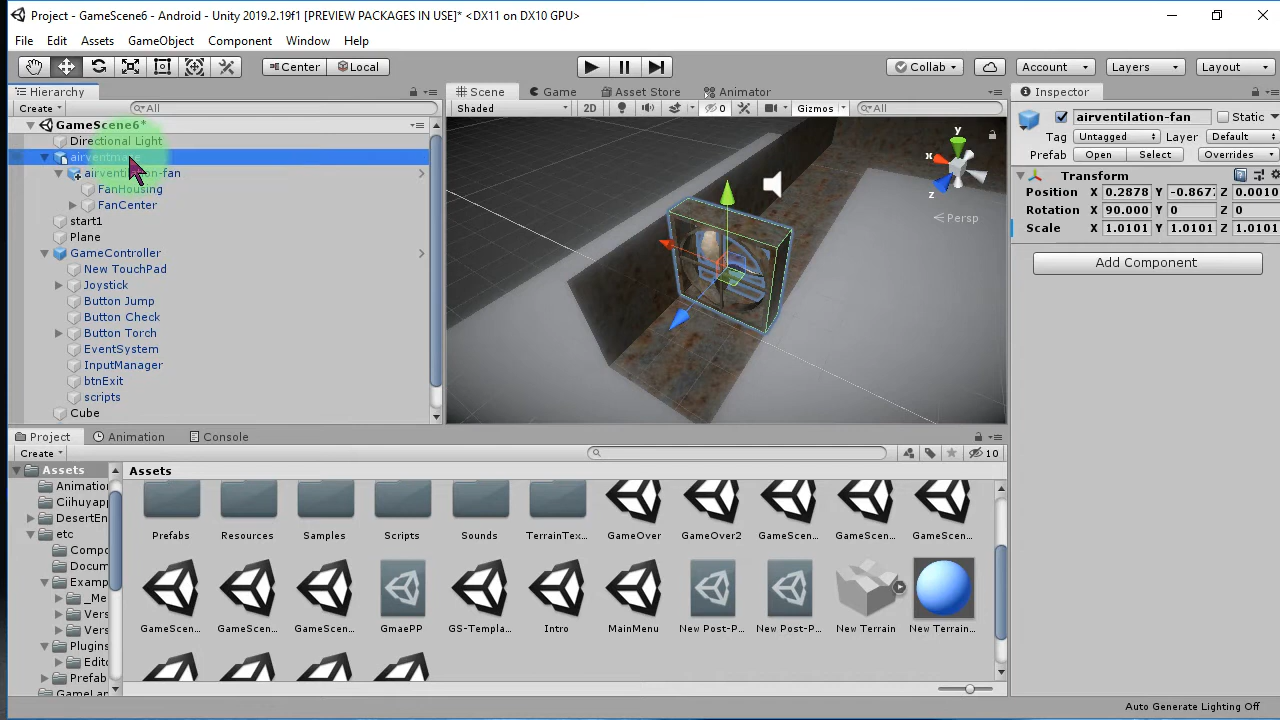 Project - GameScene6 - Android - Unity 2019.2.19f1 [PREVIEW PACKAGES IN USE]* <DX11 on DX10 GPU>
File Edit Assets GameObject Component Window Help
Center Local Collab Account Layers Layout
Hierarchy
Create All
GameScene6*
Directional Light
airventilation-fan
FanHousing
FanCenter
start1
Plane
GameController
New TouchPad
Joystick
Button Jump
Button Check
Button Torch
EventSystem
InputManager
btnExit
scripts
Cube
Scene Game Asset Store Animator
Shaded 2D 0 Gizmos All
y
x
z
Persp
Inspector
airventilation-fan Static
Tag Untagged Layer Default
Prefab Open Select Overrides
Transform
Position X 0.2878 Y -0.867 Z 0.0010
Rotation X 90.000 Y 0 Z 0
Scale X 1.0101 Y 1.0101 Z 1.0101
Add Component
Project Animation Console
Create 10
Assets
Animation
Ciihuyapp
DesertEn
etc
Compo
Docum
Examp
_Me
Vers
Vers
Plugins
Edito
Prefab
GameLan
Assets
Prefabs Resources Samples Scripts Sounds TerrainTex... GameOver GameOver2 GameScen... GameScen... GameScen...
GameScen... GameScen... GameScen... GmaePP GS-Templa... Intro MainMenu New Post-P... New Post-P... New Terrain New Terrain...
Auto Generate Lighting Off